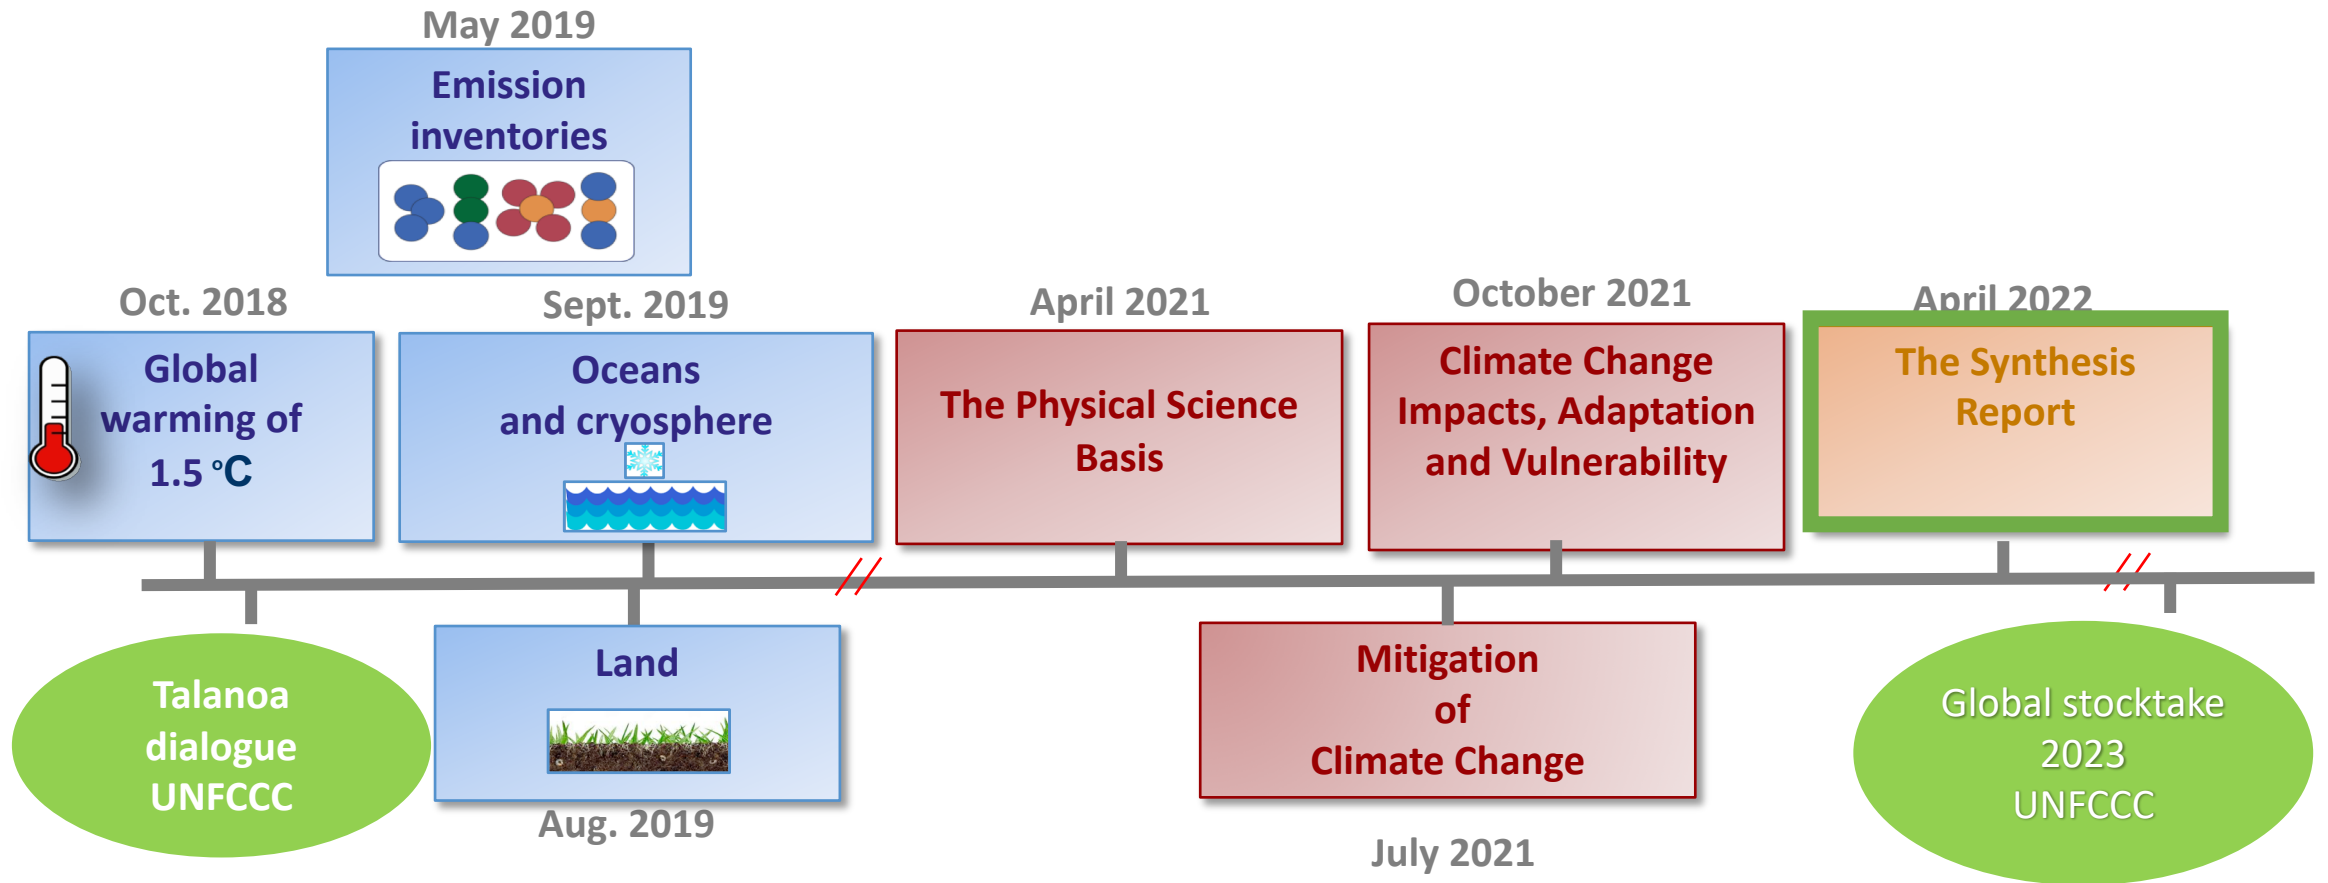 May 2019
Emission
inventories
Oct. 2018
Global
warming of
1.5 °C
Sept. 2019
Oceans
and cryosphere
April 2021
The Physical Science
Basis
October 2021
Climate Change
Impacts, Adaptation
and Vulnerability
April 2022
The Synthesis
Report
Talanoa
dialogue
UNFCCC
Land
Aug. 2019
Mitigation
of
Climate Change
July 2021
Global stocktake
2023
UNFCCC